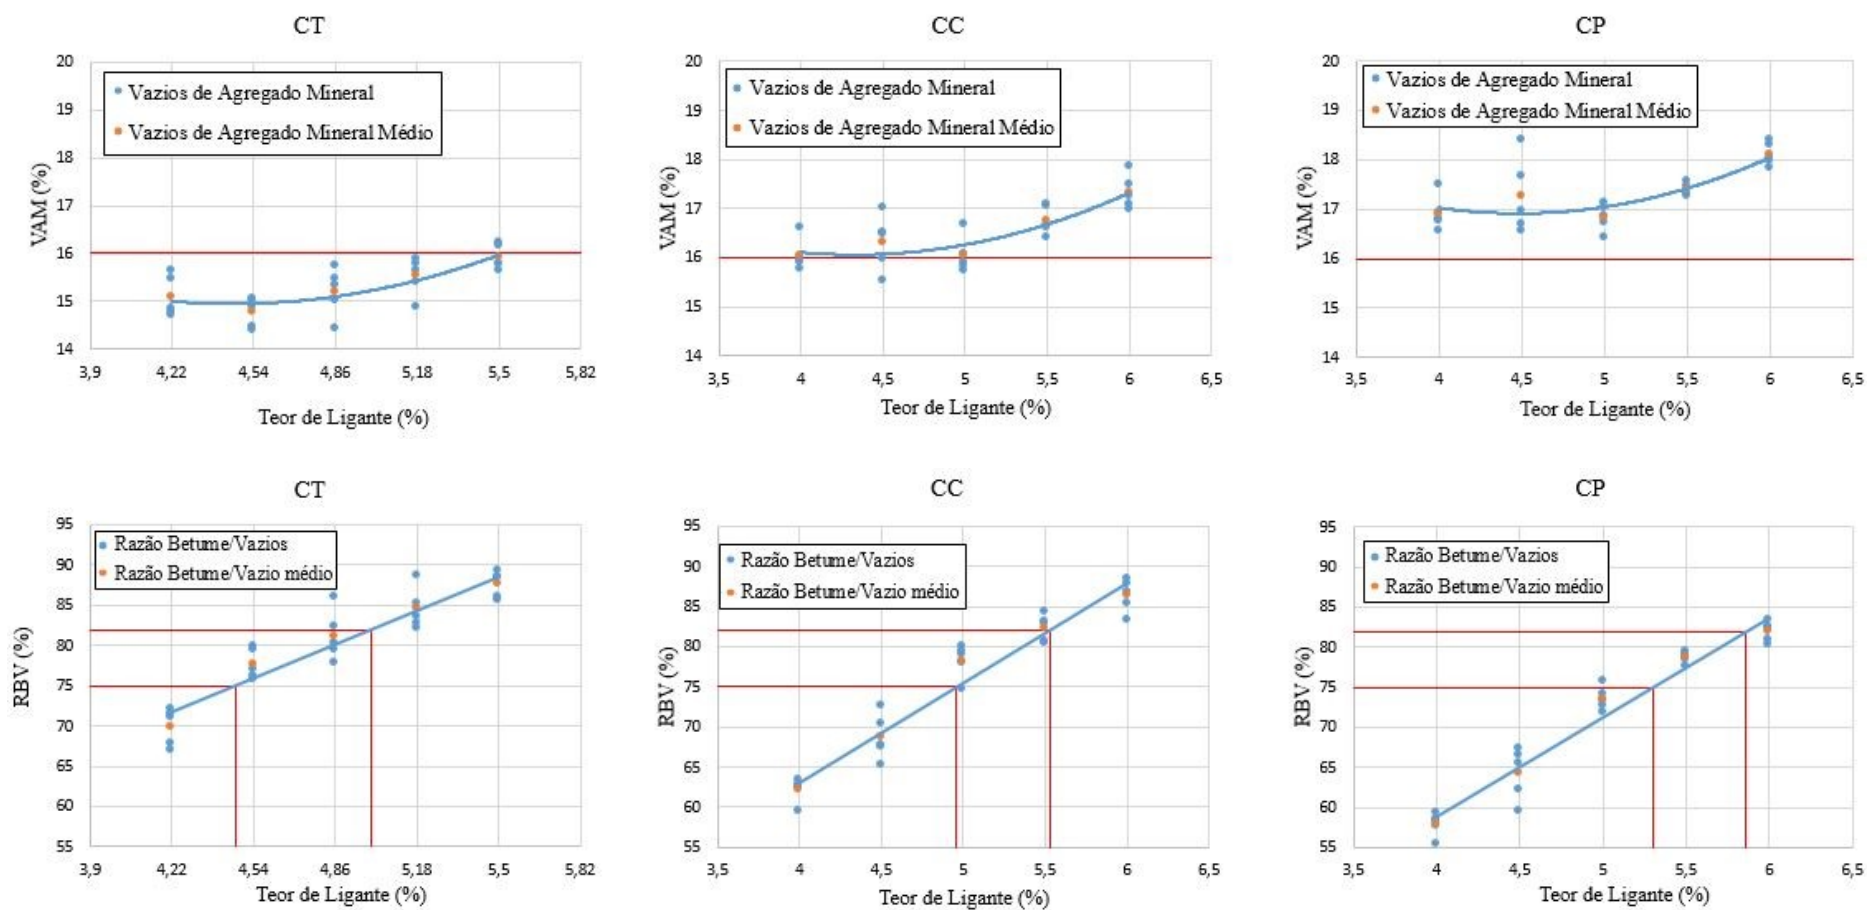 CT
20
19
18
17
16
15
14
VAM (%)
Vazios de Agregado Mineral
Vazios de Agregado Mineral Médio
3,9 4,22 4,54 4,86 5,18 5,5 5,82
Teor de Ligante (%)
CC
20
19
18
17
16
15
14
VAM (%)
Vazios de Agregado Mineral
Vazios de Agregado Mineral Médio
3,5 4 4,5 5 5,5 6 6,5
Teor de Ligante (%)
CP
20
19
18
17
16
15
14
VAM (%)
Vazios de Agregado Mineral
Vazios de Agregado Mineral Médio
3,5 4 4,5 5 5,5 6 6,5
Teor de Ligante (%)
CT
95
90
85
80
75
70
65
60
55
RBV (%)
Razão Betume/Vazios
Razão Betume/Vazio médio
3,9 4,22 4,54 4,86 5,18 5,5 5,82
Teor de Ligante (%)
CC
95
90
85
80
75
70
65
60
55
RBV (%)
Razão Betume/Vazios
Razão Betume/Vazio médio
3,5 4 4,5 5 5,5 6 6,5
Teor de Ligante (%)
CP
95
90
85
80
75
70
65
60
55
RBV (%)
Razão Betume/Vazios
Razão Betume/Vazio médio
3,5 4 4,5 5 5,5 6 6,5
Teor de Ligante (%)